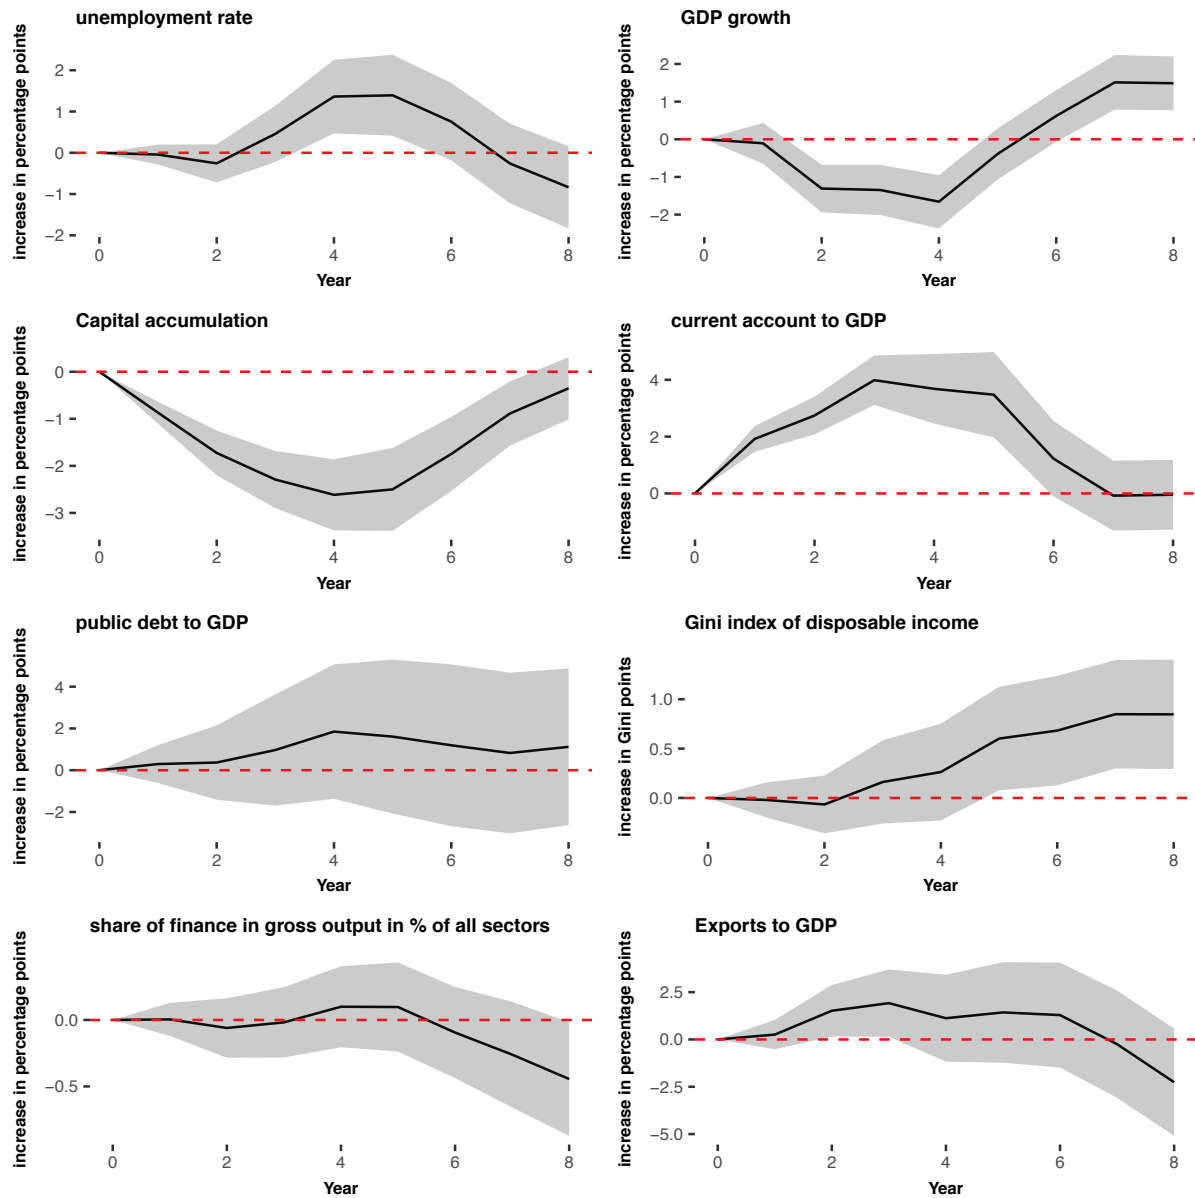 unemployment rate
increase in percentage points
2
1
0
−1
−2
0 2 4 6 8
Year
GDP growth
increase in percentage points
2
1
0
−1
−2
0 2 4 6 8
Year
Capital accumulation
increase in percentage points
0
−1
−2
−3
0 2 4 6 8
Year
current account to GDP
increase in percentage points
4
2
0
0 2 4 6 8
Year
public debt to GDP
increase in percentage points
4
2
0
−2
0 2 4 6 8
Year
Gini index of disposable income
increase in Gini points
1.0
0.5
0.0
0 2 4 6 8
Year
share of finance in gross output in % of all sectors
increase in percentage points
0.0
−0.5
0 2 4 6 8
Year
Exports to GDP
increase in percentage points
2.5
0.0
−2.5
−5.0
0 2 4 6 8
Year